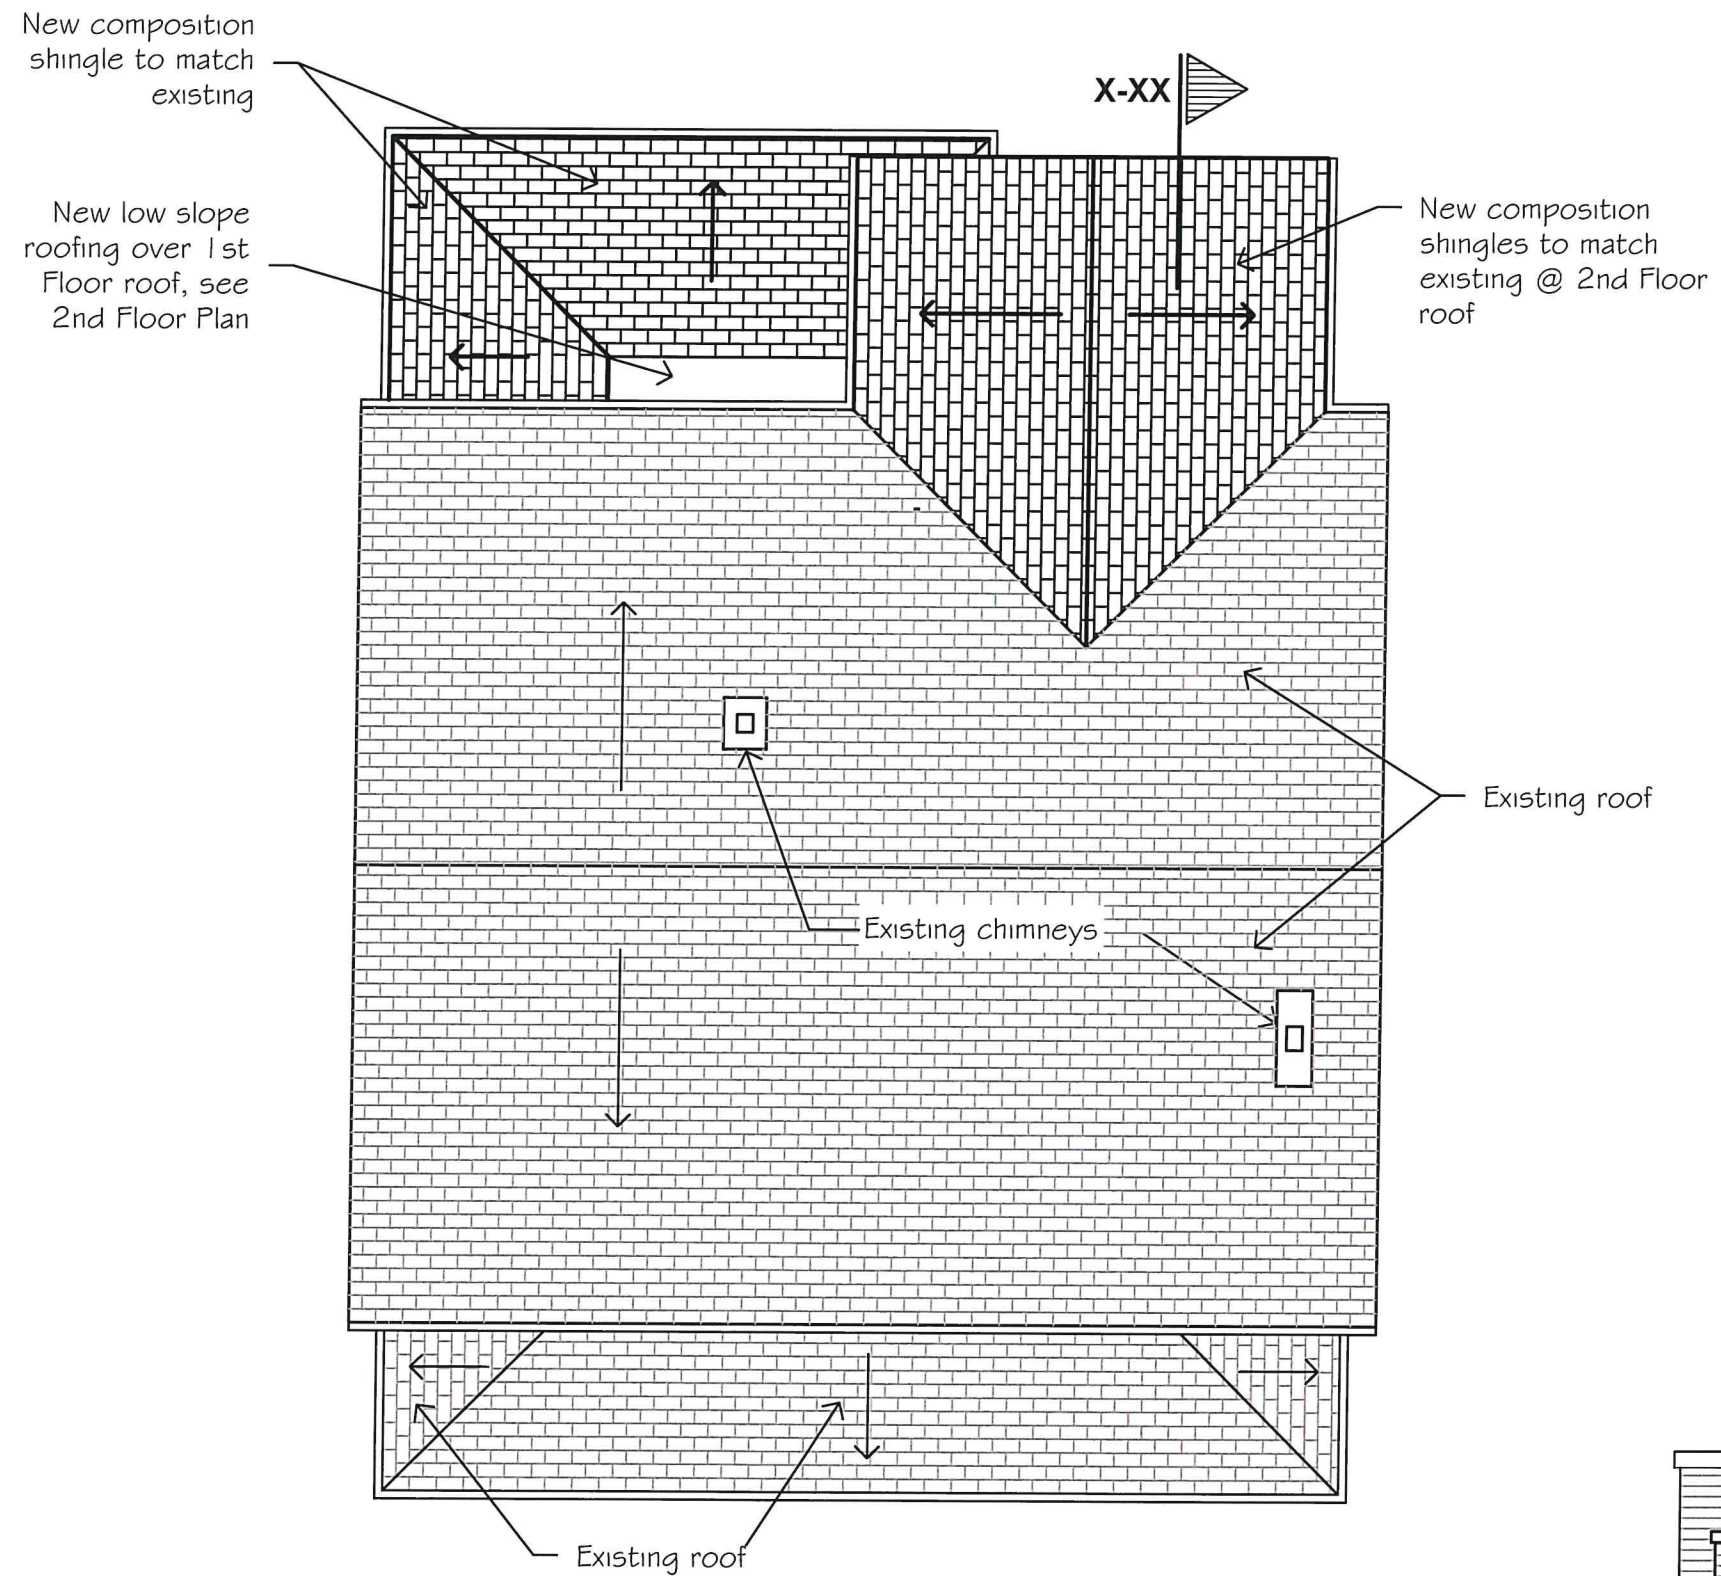 New composition
shingle to match
existing
X-XX
New low slope
roofing over 1st
Floor roof, see
2nd Floor Plan
New composition
shingles to match
existing @ 2nd Floor
roof
Existing roof
Existing chimneys
Existing roof